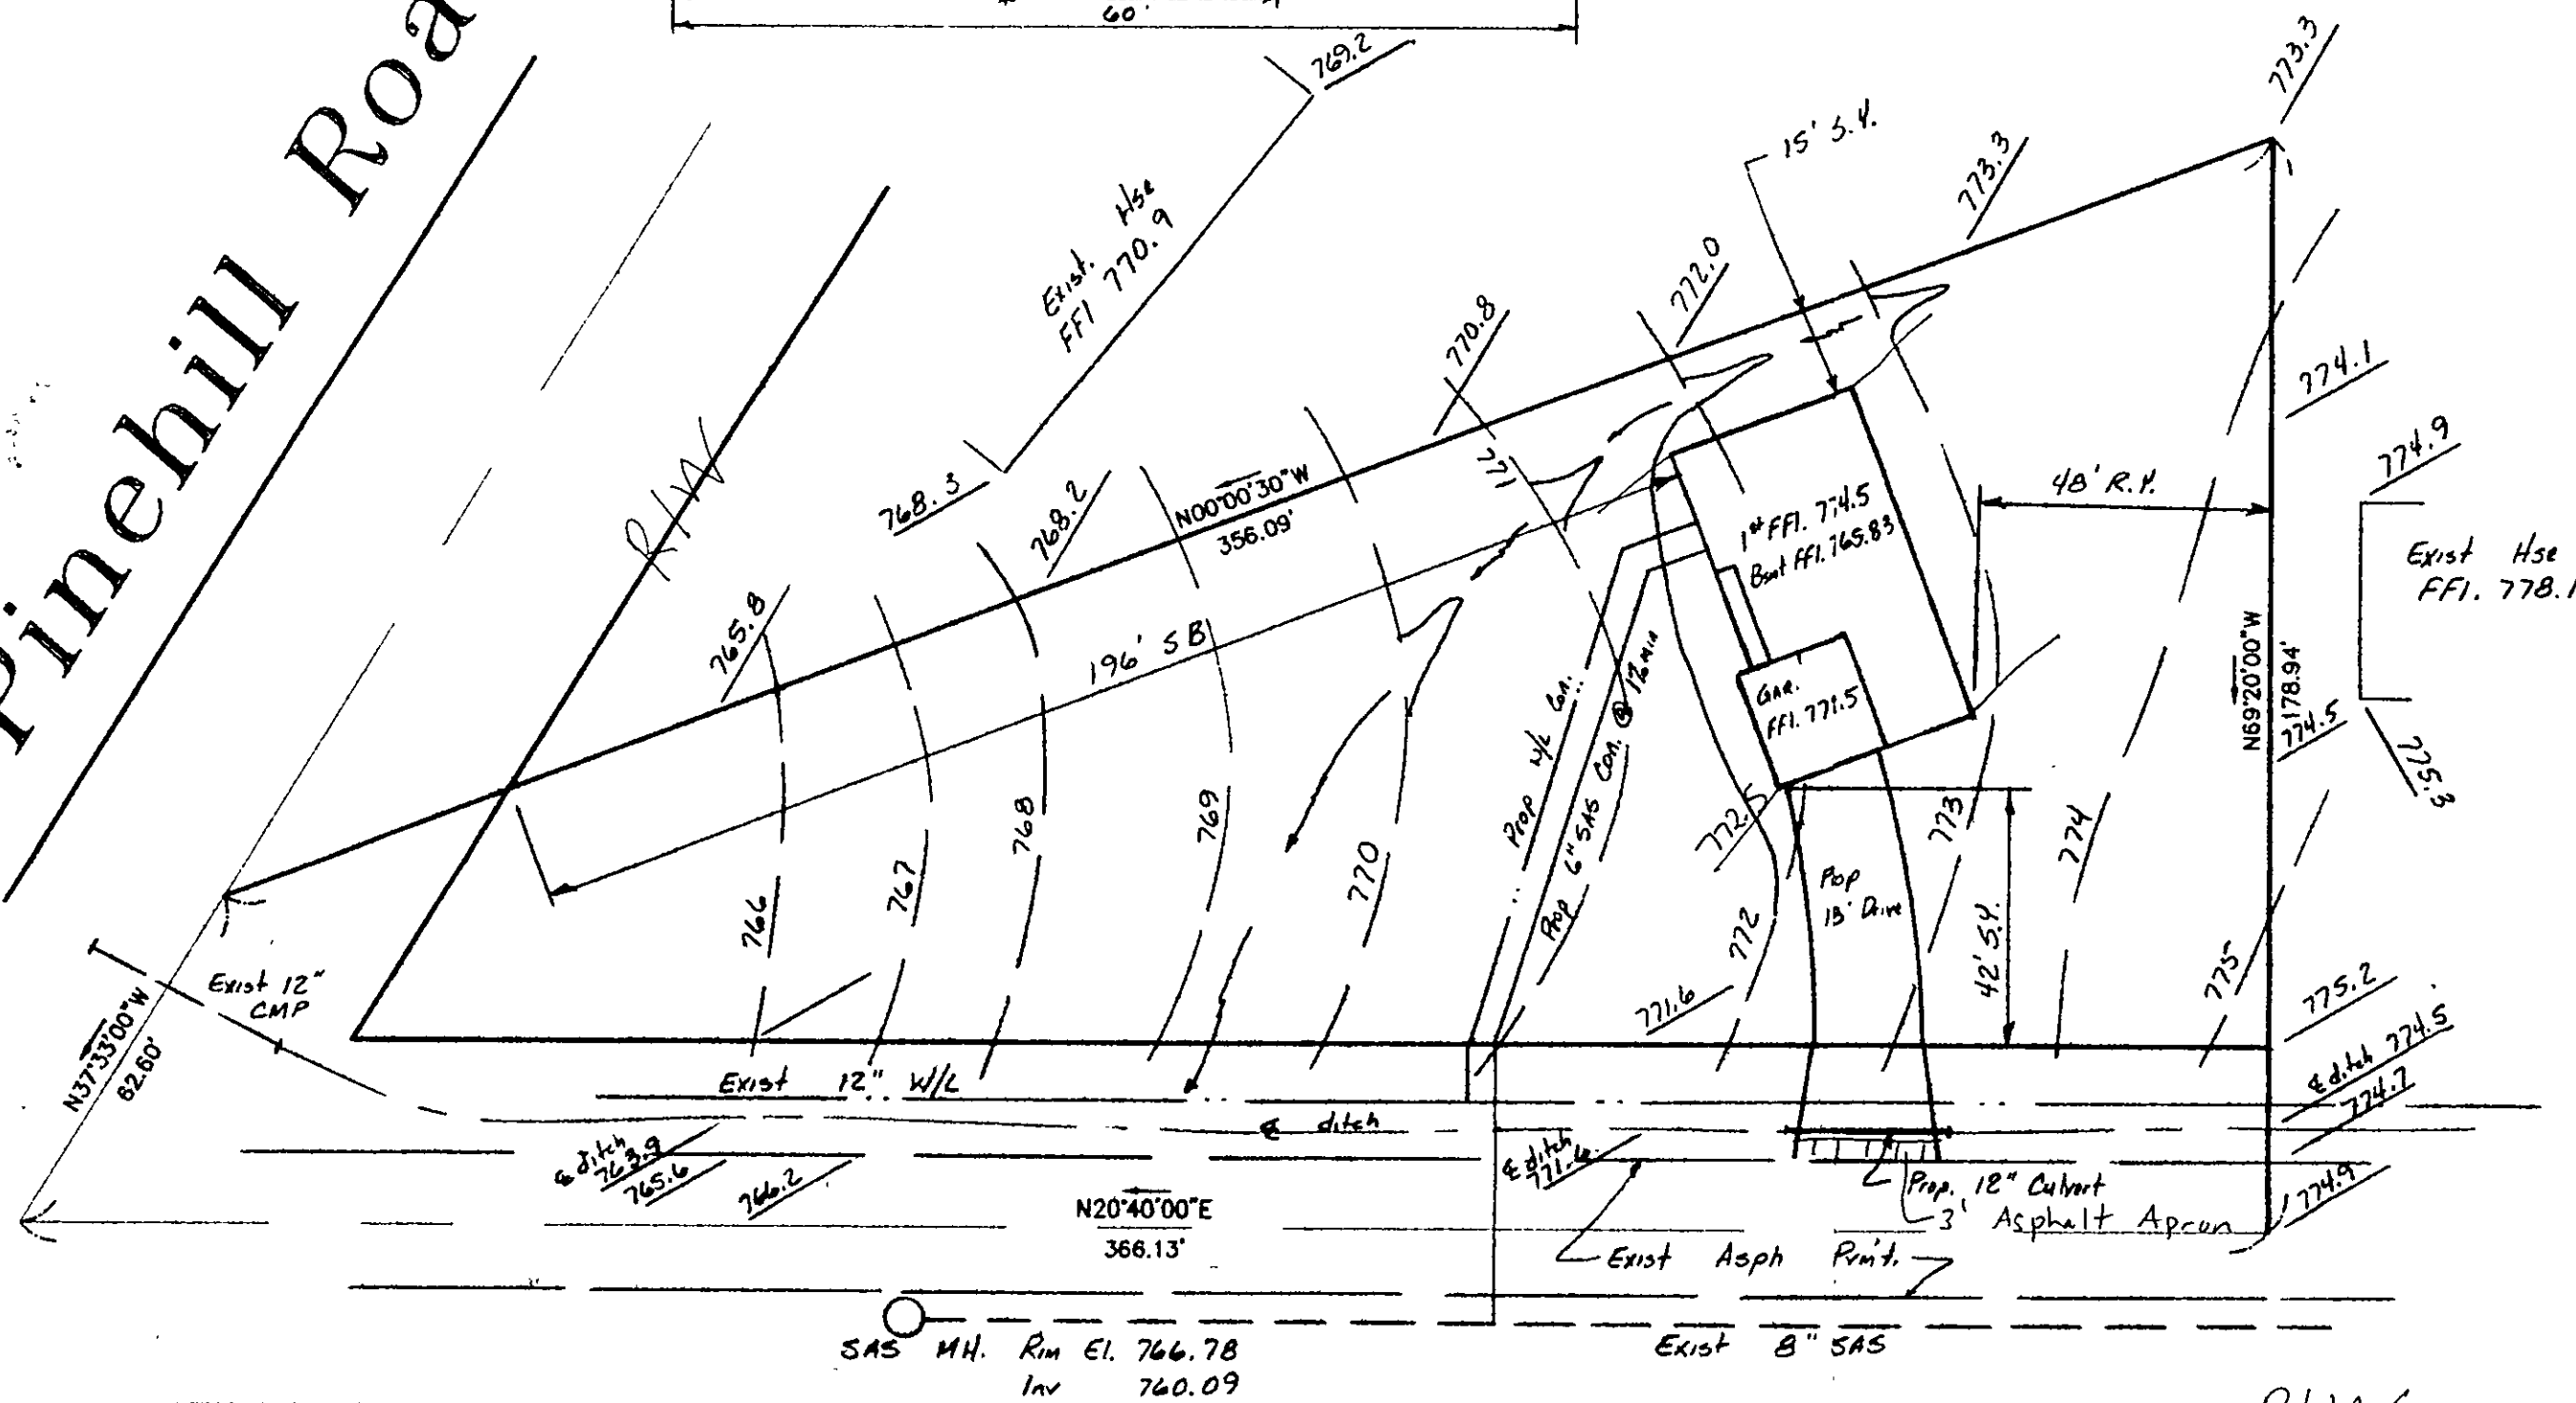 60'
769.2
773.3
Pinehill Roa
15' S.Y.
773.3
Exist. Hse
FFl 770.9
772.0
770.8
774.1
774.9
768.3
768.2
N00°00'30"W
356.09'
771
1st FFl. 774.5
Bsmt FFl. 765.83
48' R.Y.
Exist Hse
FFl. 778.1
R/W
765.8
196' SB
GAR.
FFl. 771.5
N69°20'00"W
178.94'
774.5
775.3
Prop W/L Con.
Prop 6" SAS Con. @ 1% MIN
772.5
Pop
13' Drive
42' S.Y.
766
767
768
769
770
772
773
774
775
Exist 12"
CMP
N37°33'00"W
62.60'
771.6
775.2
℄ ditch 774.5
774.7
774.9
Exist 12" W/L
℄ ditch
℄ ditch
763.9
765.6
766.2
℄ ditch
771.6
Prop. 12" Culvert
3' Asphalt Apron
N20°40'00"E
366.13'
Exist Asph Pvm't.
SAS MH. Rim El. 766.78
Inv 760.09
Exist 8" SAS